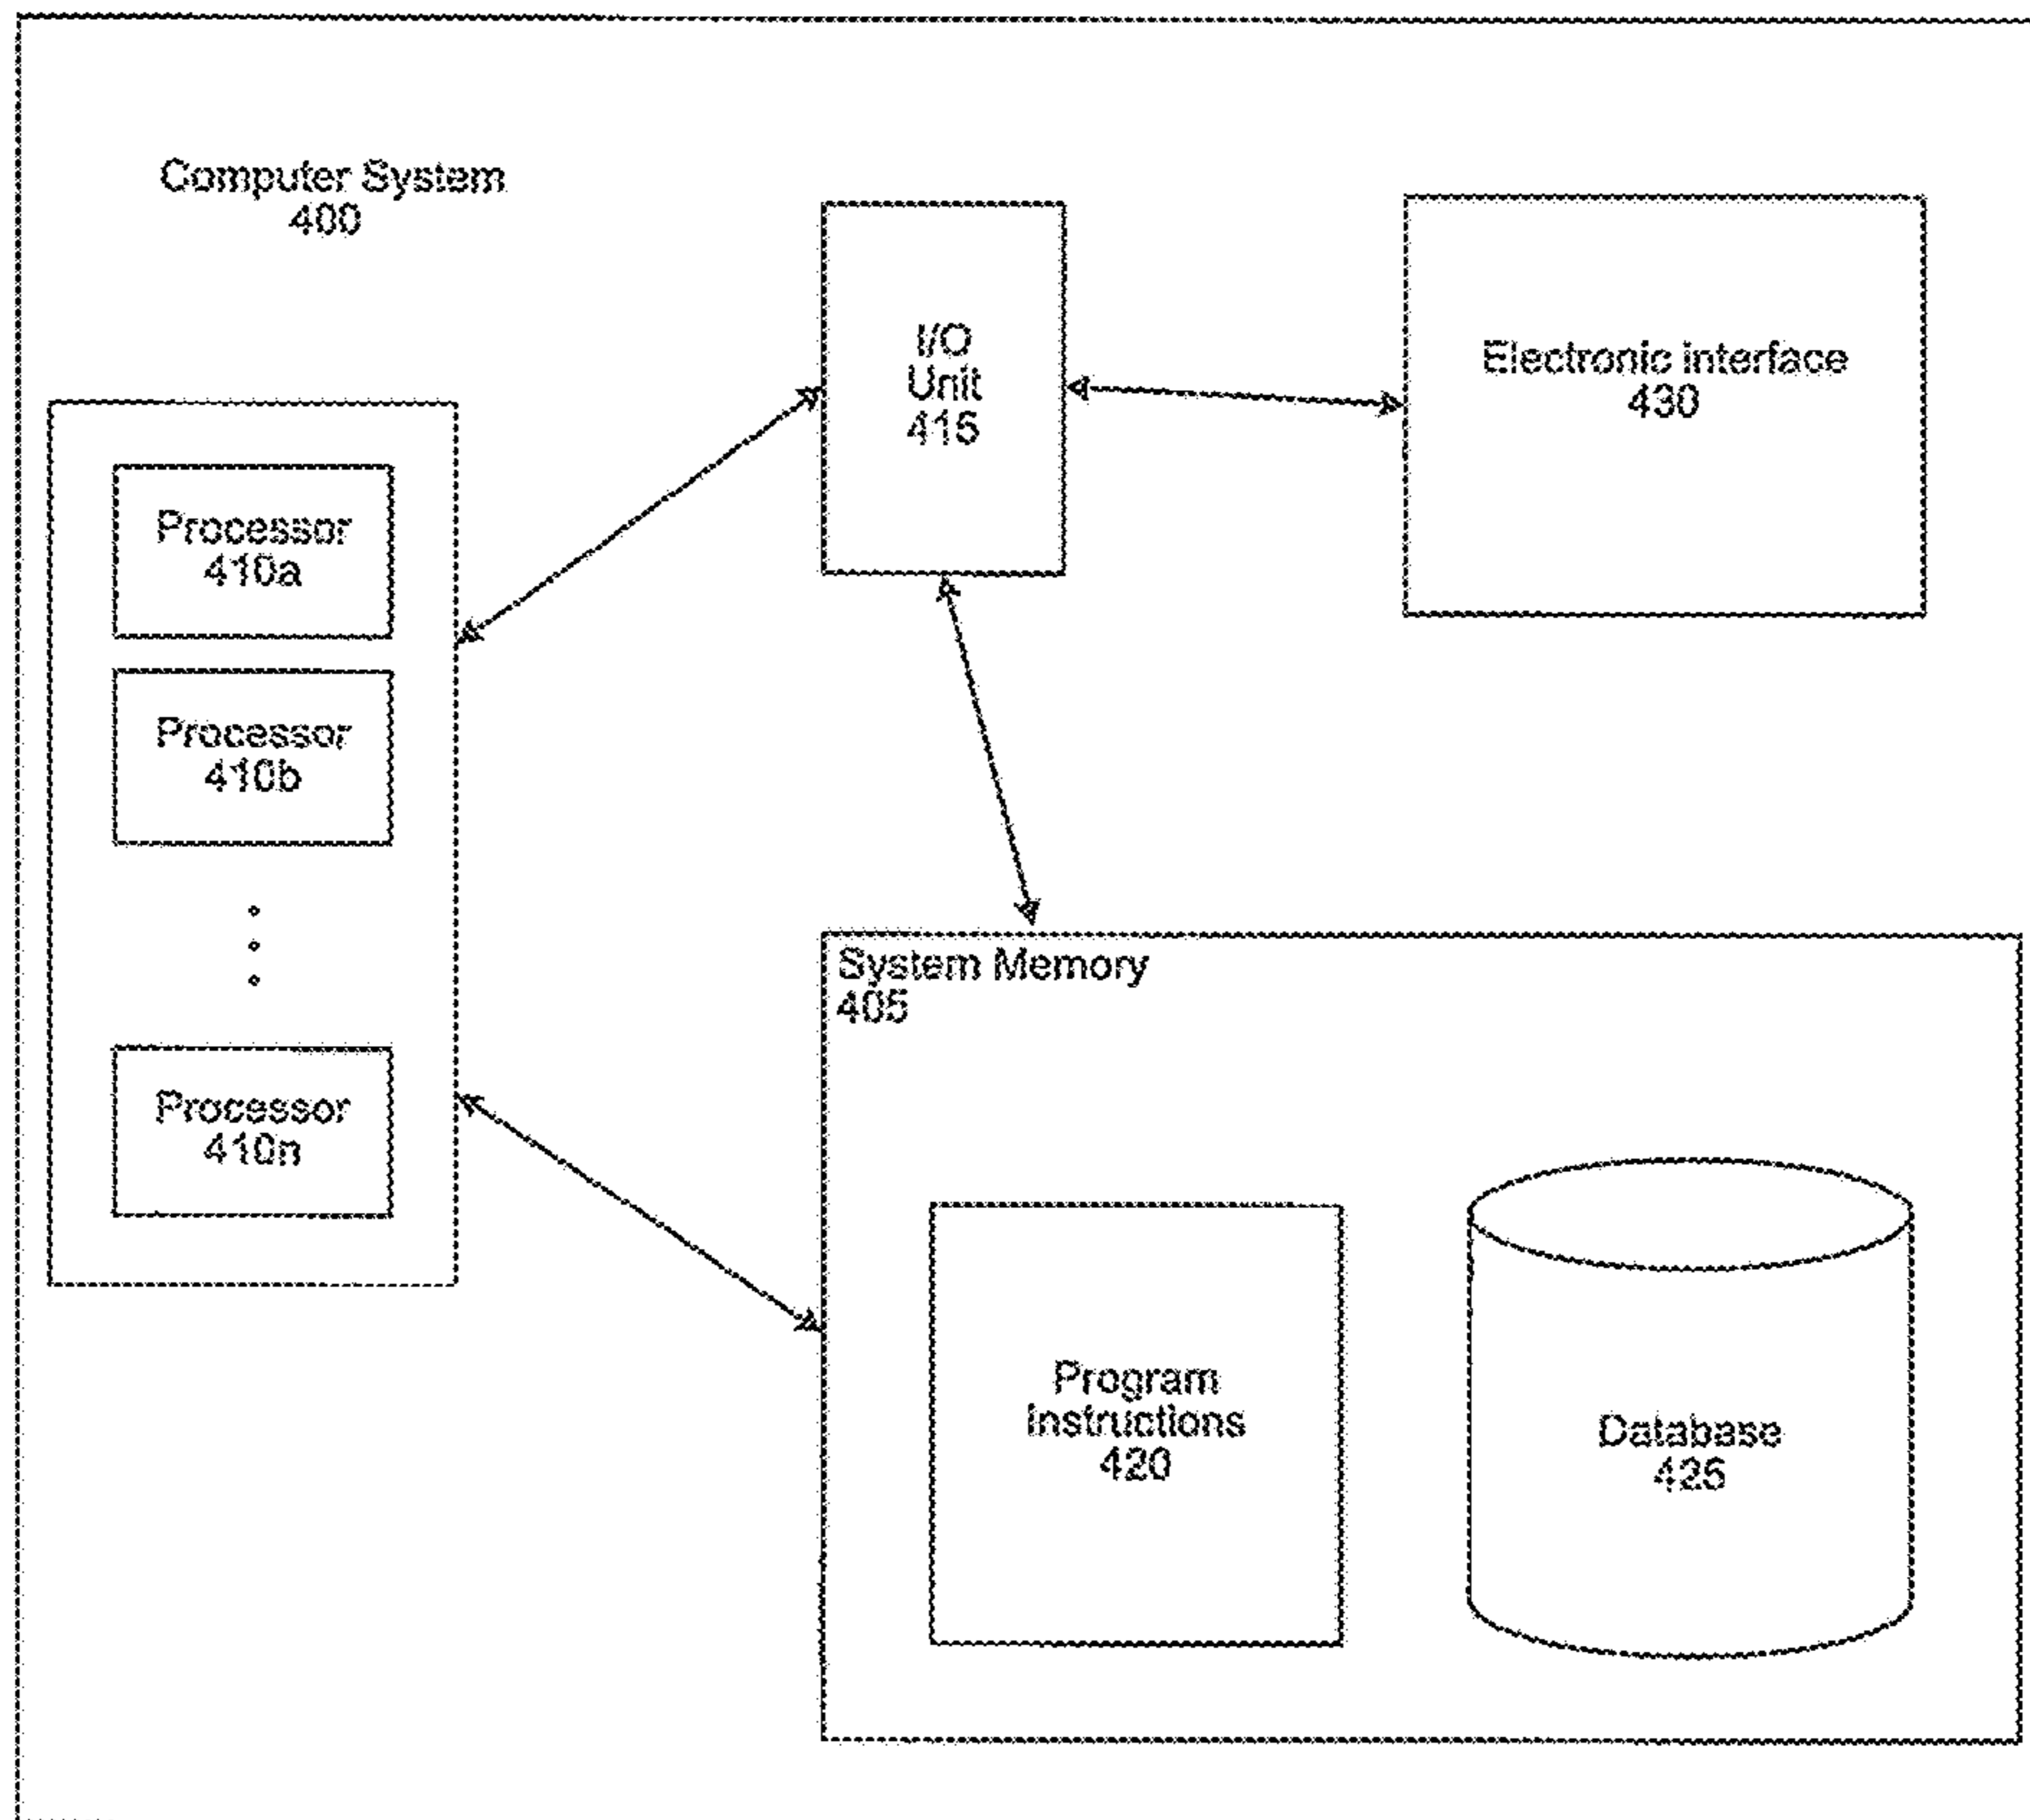 Computer System
400
I/O
Unit
415
Electronic interface
430
Processor
410a
Processor
410b
Processor
410n
System Memory
405
Program
Instructions
420
Database
425